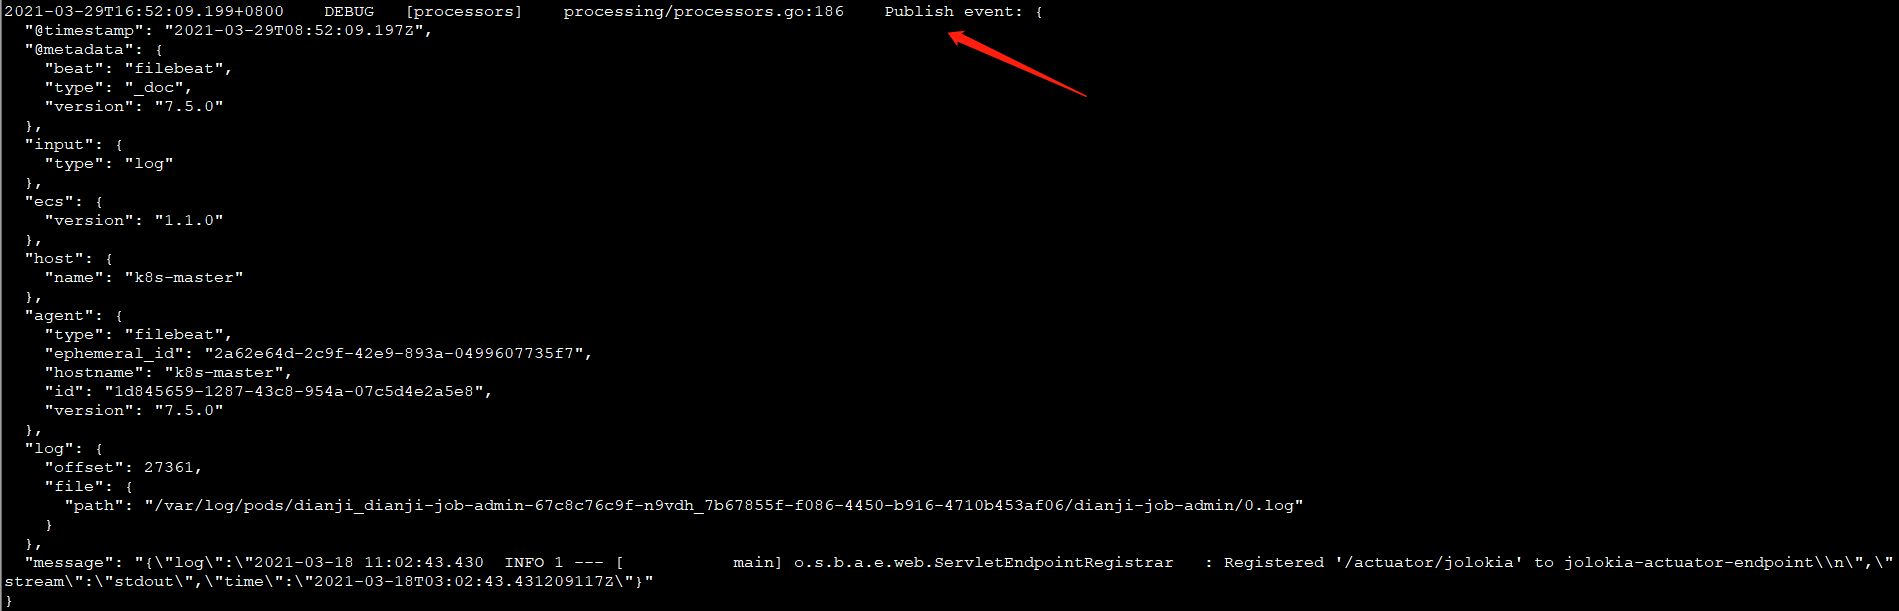 2021-03-29T16:52:09.199+0800    DEBUG   [processors]    processing/processors.go:186    Publish event: {
  "@timestamp": "2021-03-29T08:52:09.197Z",
  "@metadata": {
    "beat": "filebeat",
    "type": "_doc",
    "version": "7.5.0"
  },
  "input": {
    "type": "log"
  },
  "ecs": {
    "version": "1.1.0"
  },
  "host": {
    "name": "k8s-master"
  },
  "agent": {
    "type": "filebeat",
    "ephemeral_id": "2a62e64d-2c9f-42e9-893a-0499607735f7",
    "hostname": "k8s-master",
    "id": "1d845659-1287-43c8-954a-07c5d4e2a5e8",
    "version": "7.5.0"
  },
  "log": {
    "offset": 27361,
    "file": {
      "path": "/var/log/pods/dianji_dianji-job-admin-67c8c76c9f-n9vdh_7b67855f-f086-4450-b916-4710b453af06/dianji-job-admin/0.log"
    }
  },
  "message": "{\"log\":\"2021-03-18 11:02:43.430  INFO 1 --- [           main] o.s.b.a.e.web.ServletEndpointRegistrar   : Registered '/actuator/jolokia' to jolokia-actuator-endpoint\\n\",\"
stream\":\"stdout\",\"time\":\"2021-03-18T03:02:43.431209117Z\"}"
}